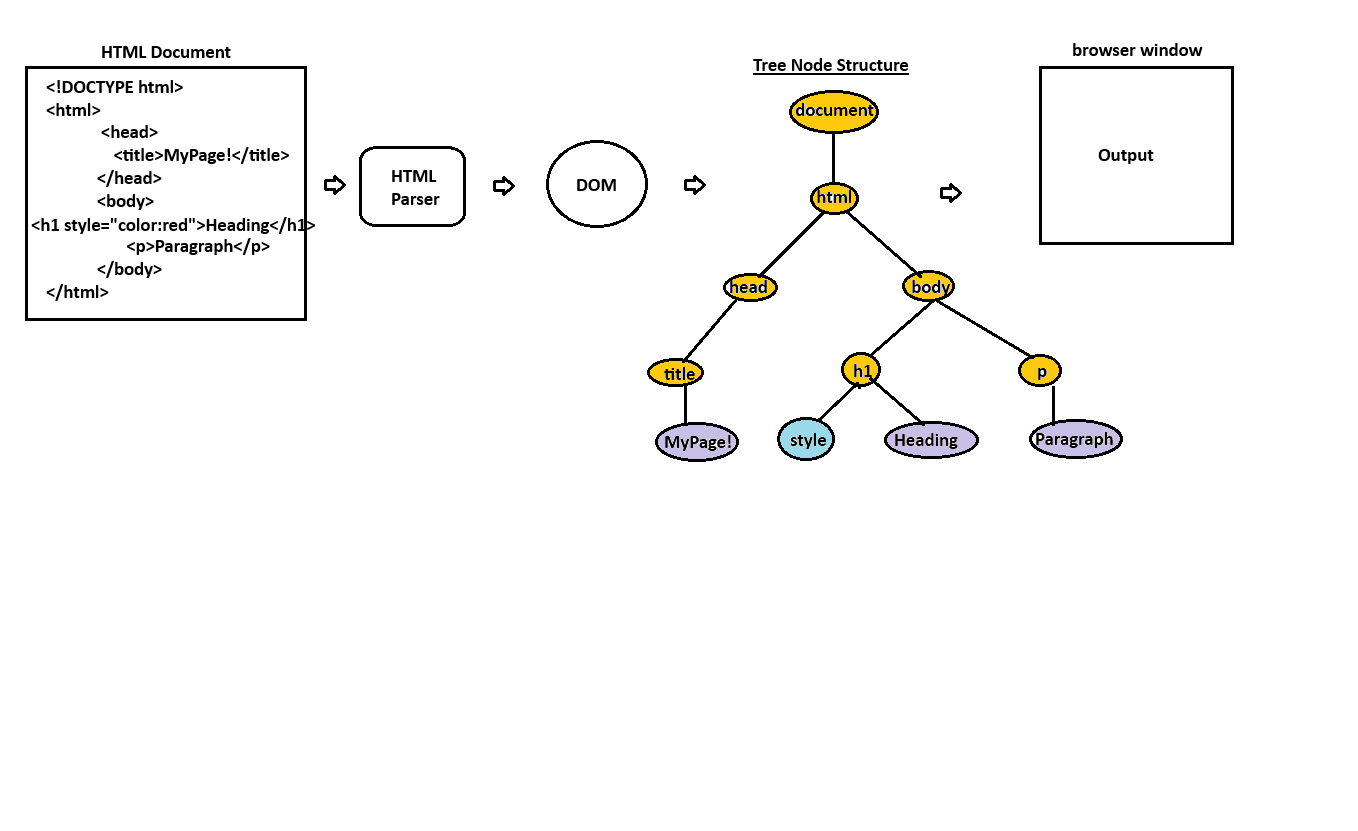 HTML Document
<!DOCTYPE html>
<html>
<head>
<title>MyPage!</title>
</head>
<body>
<h1 style="color:red">Heading</h1>
<p>Paragraph</p>
</body>
</html>
HTML
Parser
DOM
Tree Node Structure
document
html
head
body
title
h1
p
MyPage!
style
Heading
Paragraph
browser window
Output